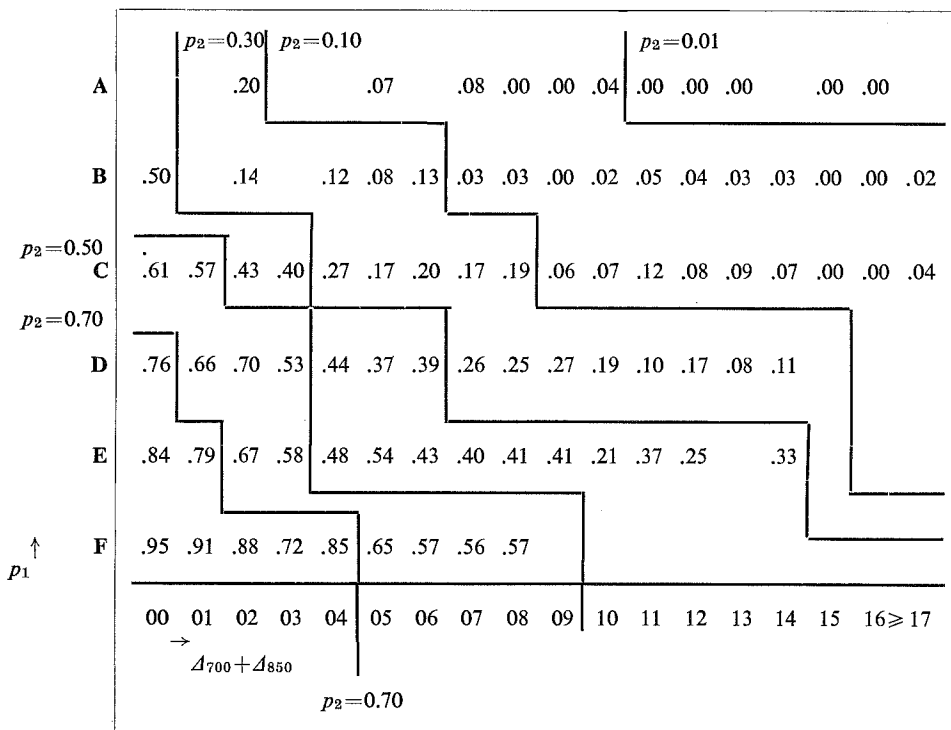 p₂=0.30 p₂=0.10 p₂=0.01
A .20 .07 .08 .00 .00 .04 .00 .00 .00 .00 .00
B .50 .14 .12 .08 .13 .03 .03 .00 .02 .05 .04 .03 .03 .00 .00 .02
p₂=0.50
C .61 .57 .43 .40 .27 .17 .20 .17 .19 .06 .07 .12 .08 .09 .07 .00 .00 .04
p₂=0.70
D .76 .66 .70 .53 .44 .37 .39 .26 .25 .27 .19 .10 .17 .08 .11
E .84 .79 .67 .58 .48 .54 .43 .40 .41 .41 .21 .37 .25 .33
F .95 .91 .88 .72 .85 .65 .57 .56 .57
p₁ ↑
00 01 02 03 04 05 06 07 08 09 10 11 12 13 14 15 16 ⩾ 17
→
Δ₇₀₀+Δ₈₅₀
p₂=0.70